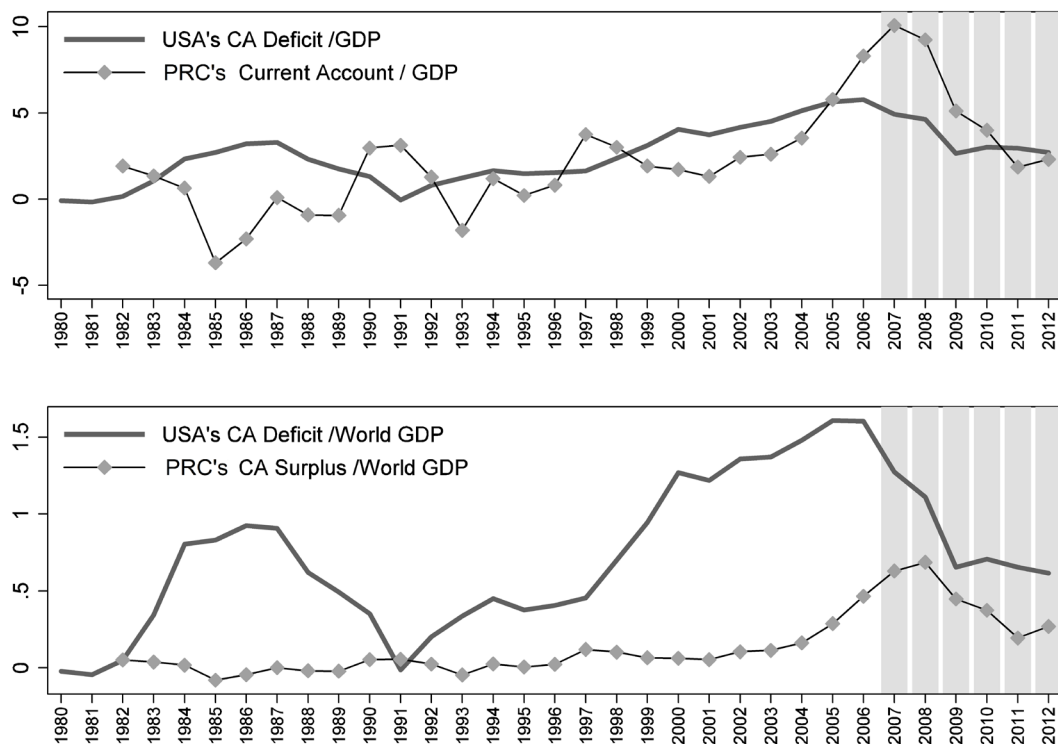 10
5
0
-5
USA's CA Deficit /GDP
PRC's Current Account / GDP
1980 1981 1982 1983 1984 1985 1986 1987 1988 1989 1990 1991 1992 1993 1994 1995 1996 1997 1998 1999 2000 2001 2002 2003 2004 2005 2006 2007 2008 2009 2010 2011 2012
1.5
1
.5
0
USA's CA Deficit /World GDP
PRC's CA Surplus /World GDP
1980 1981 1982 1983 1984 1985 1986 1987 1988 1989 1990 1991 1992 1993 1994 1995 1996 1997 1998 1999 2000 2001 2002 2003 2004 2005 2006 2007 2008 2009 2010 2011 2012